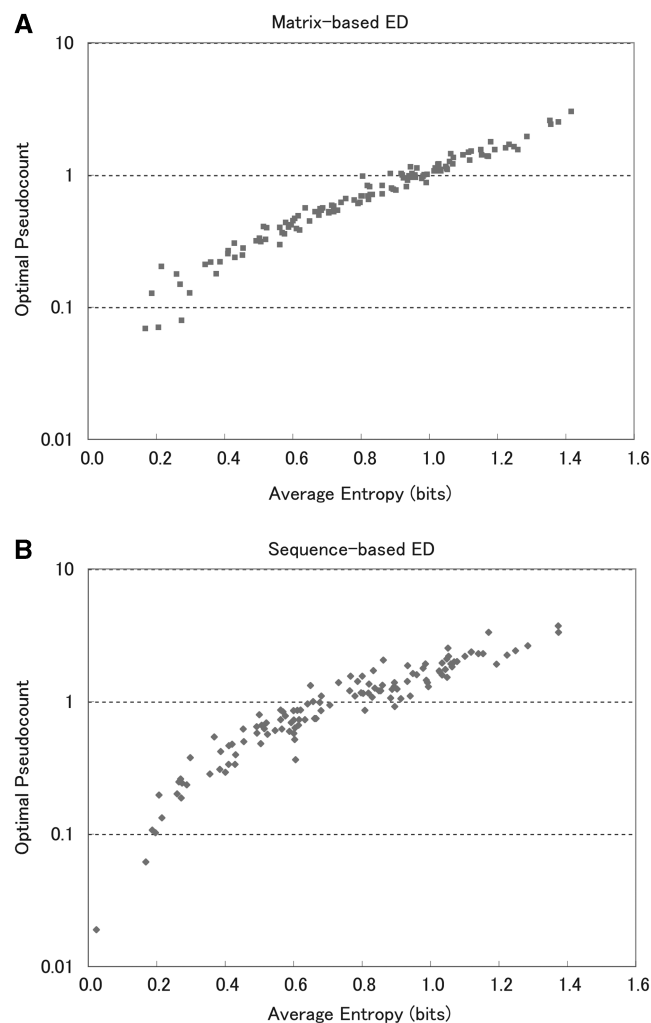 A
Matrix-based ED
10
1
0.1
0.01
Optimal Pseudocount
0.0 0.2 0.4 0.6 0.8 1.0 1.2 1.4 1.6
Average Entropy (bits)
B
Sequence-based ED
10
1
0.1
0.01
Optimal Pseudocount
0.0 0.2 0.4 0.6 0.8 1.0 1.2 1.4 1.6
Average Entropy (bits)